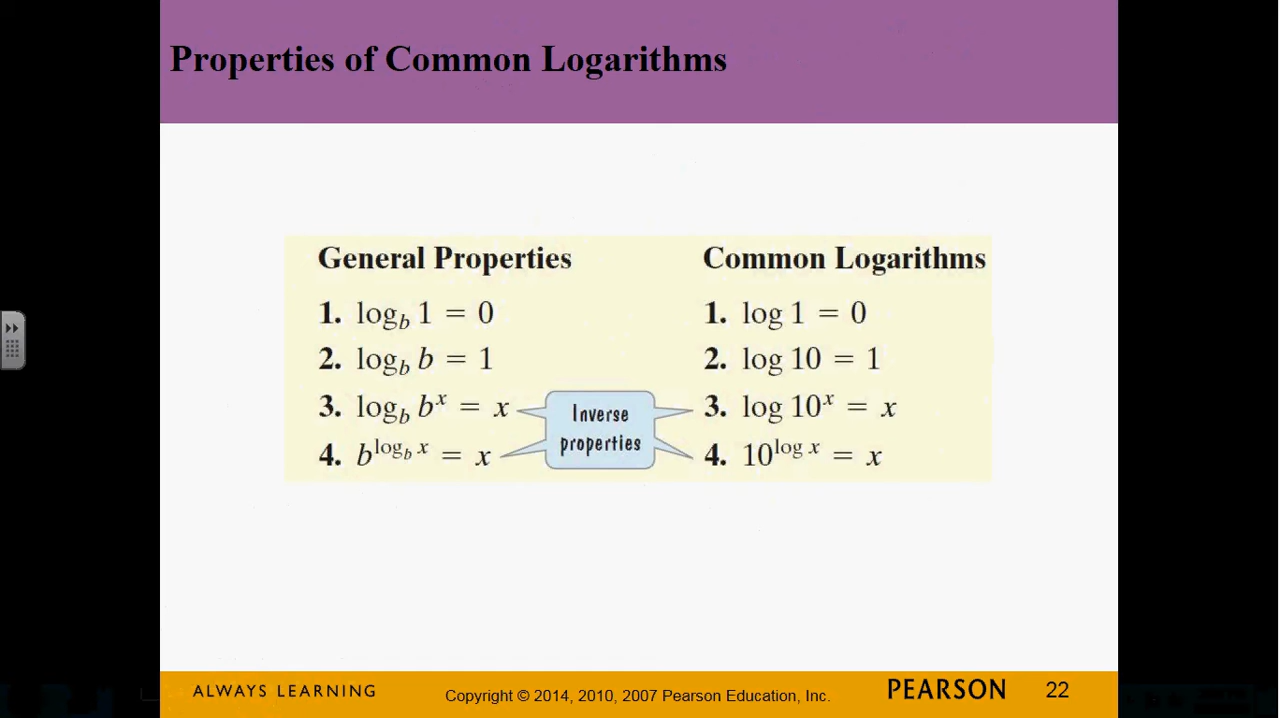 Properties of Common Logarithms
General Properties
1. log_b 1 = 0
2. log_b b = 1
3. log_b b^x = x
4. b^(log_b x) = x
Inverse
properties
Common Logarithms
1. log 1 = 0
2. log 10 = 1
3. log 10^x = x
4. 10^(log x) = x
ALWAYS LEARNING
Copyright © 2014, 2010, 2007 Pearson Education, Inc.
PEARSON
22